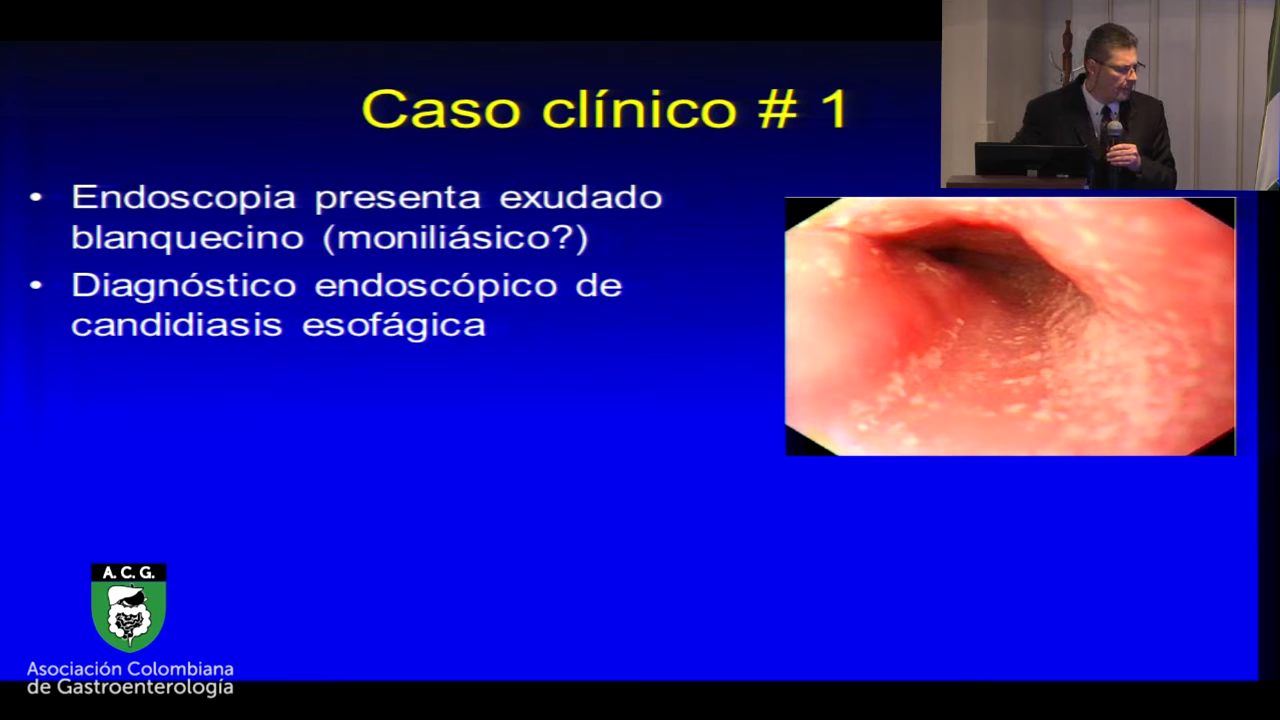 Caso clínico # 1
• Endoscopia presenta exudado
blanquecino (moniliásico?)
• Diagnóstico endoscópico de
candidiasis esofágica
A. C. G.
Asociación Colombiana
de Gastroenterología